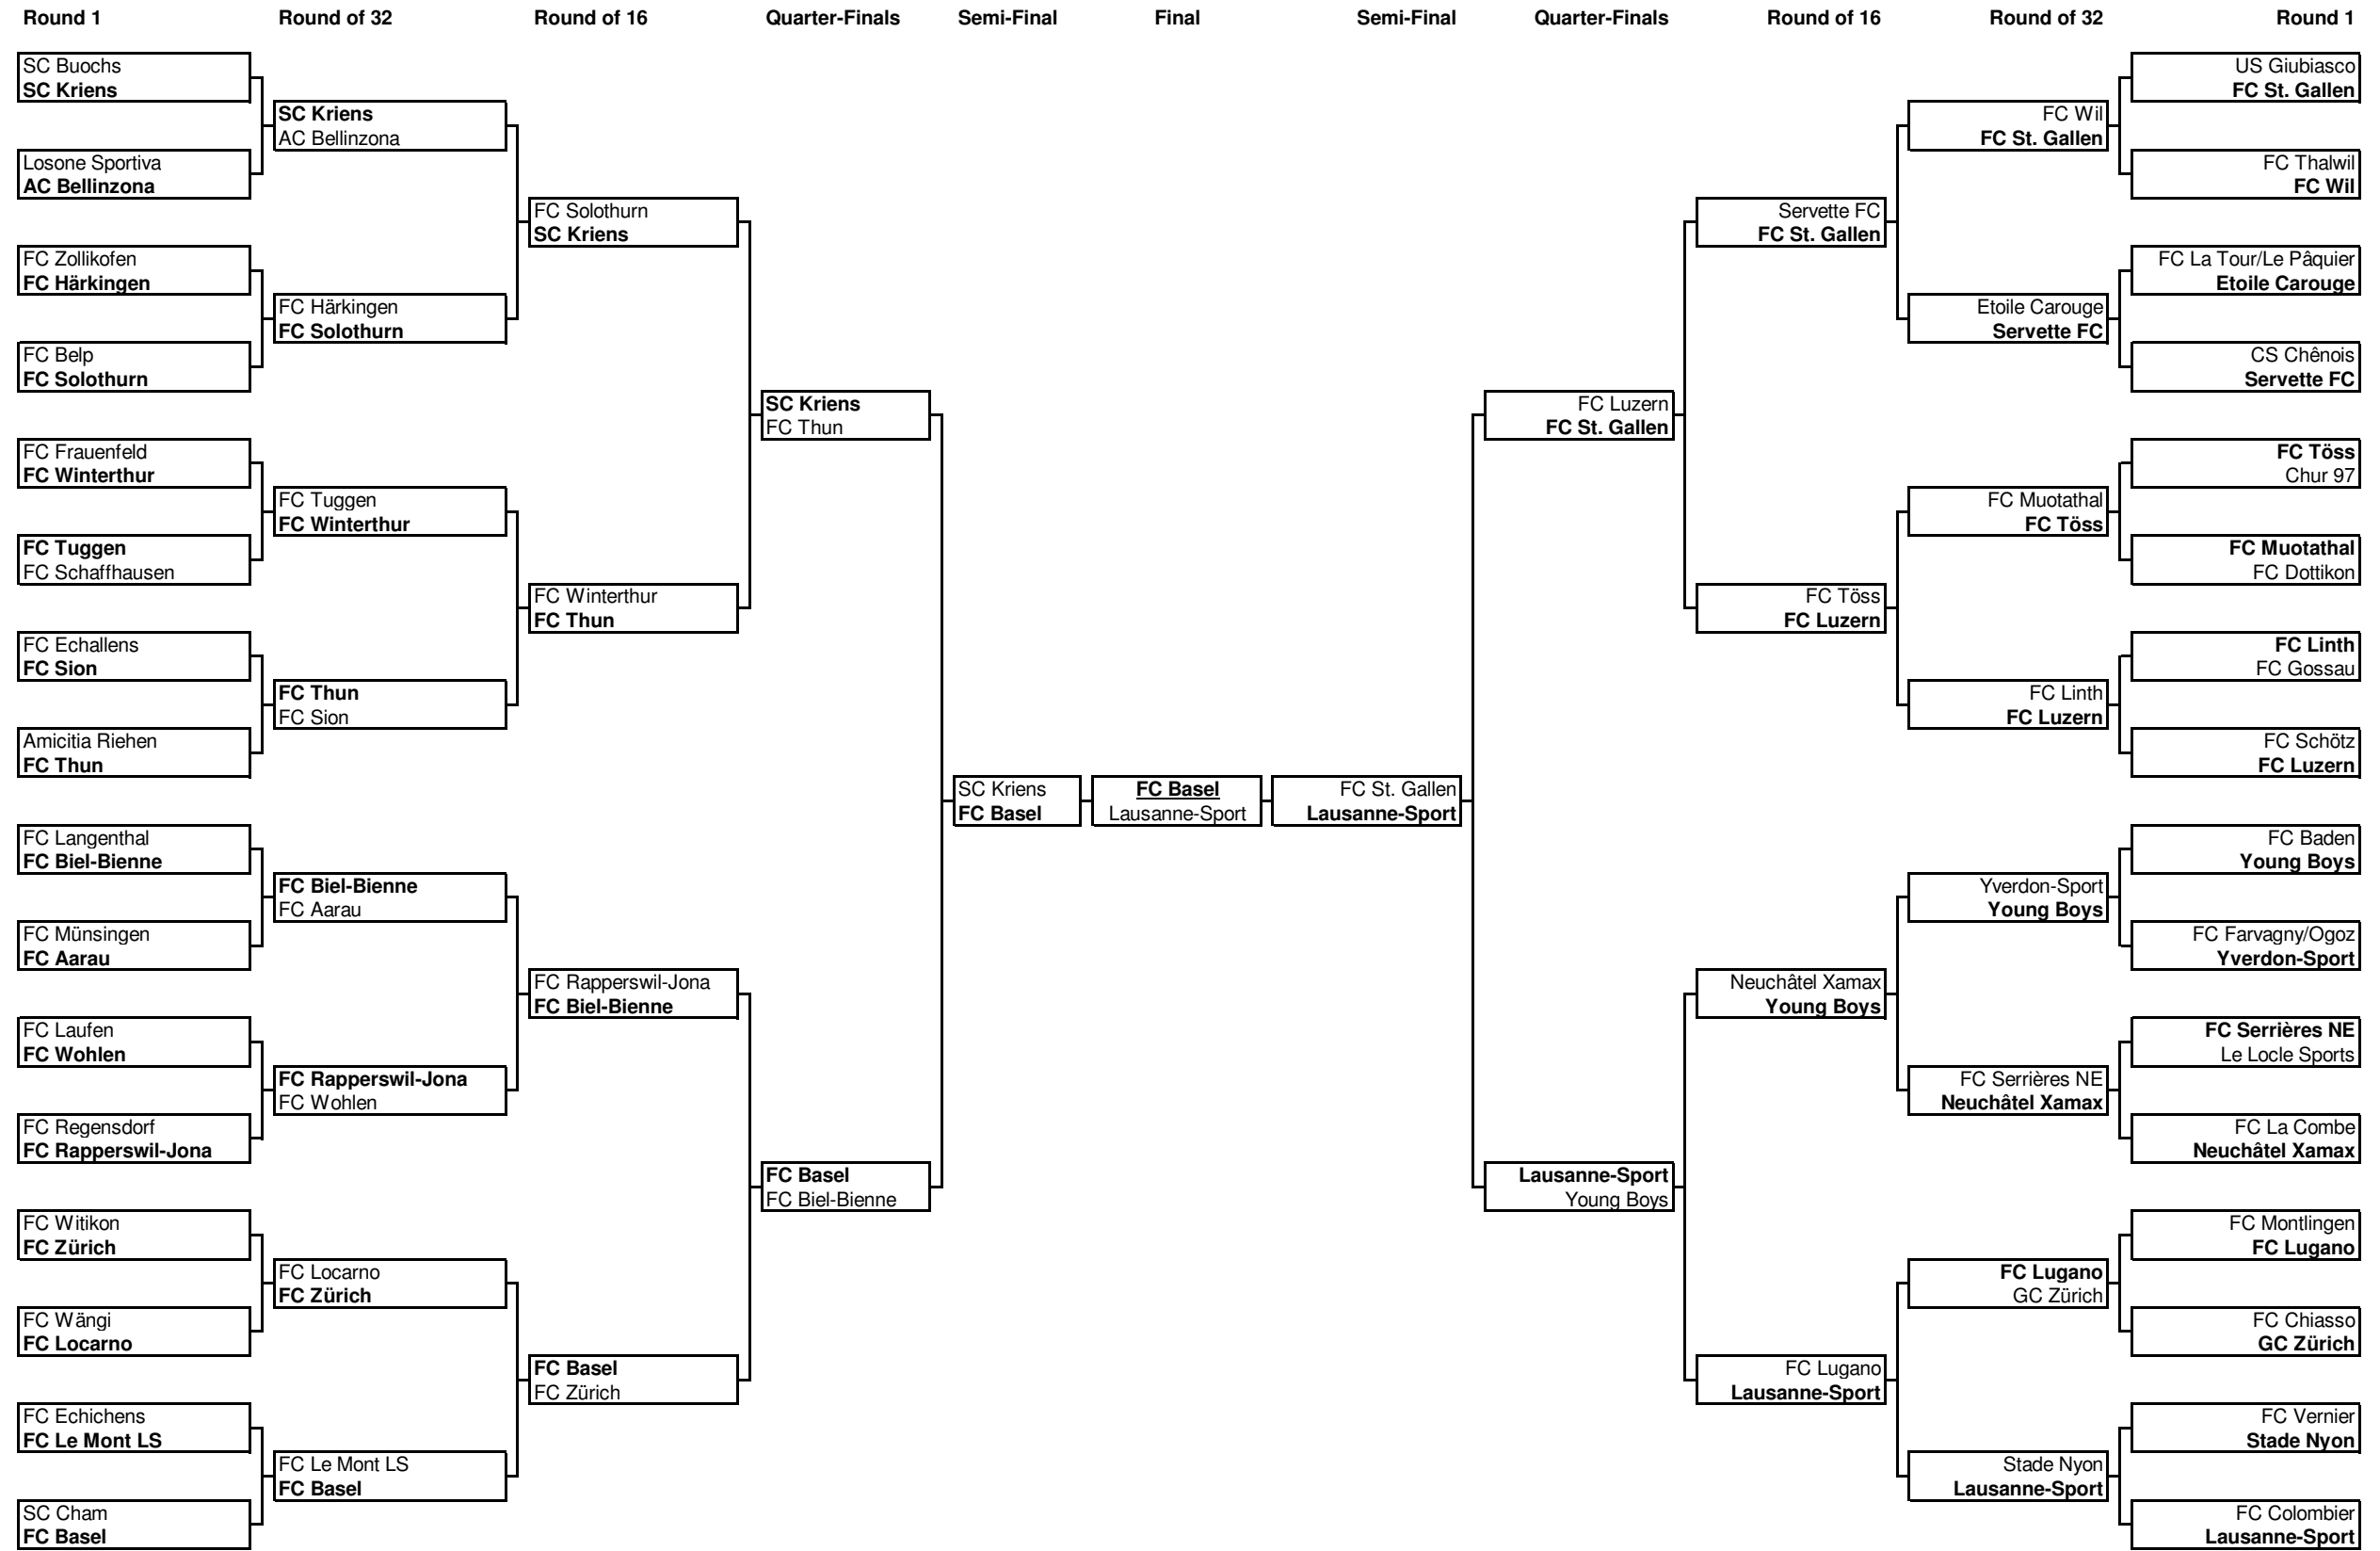 Round 1
Round of 32
Round of 16
Quarter-Finals
Semi-Final
Final
Semi-Final
Quarter-Finals
Round of 16
Round of 32
Round 1
SC Buochs
SC Kriens
Losone Sportiva
AC Bellinzona
FC Zollikofen
FC Härkingen
FC Belp
FC Solothurn
FC Frauenfeld
FC Winterthur
FC Tuggen
FC Schaffhausen
FC Echallens
FC Sion
Amicitia Riehen
FC Thun
FC Langenthal
FC Biel-Bienne
FC Münsingen
FC Aarau
FC Laufen
FC Wohlen
FC Regensdorf
FC Rapperswil-Jona
FC Witikon
FC Zürich
FC Wängi
FC Locarno
FC Echichens
FC Le Mont LS
SC Cham
FC Basel
SC Kriens
AC Bellinzona
FC Härkingen
FC Solothurn
FC Tuggen
FC Winterthur
FC Thun
FC Sion
FC Biel-Bienne
FC Aarau
FC Rapperswil-Jona
FC Wohlen
FC Locarno
FC Zürich
FC Le Mont LS
FC Basel
FC Solothurn
SC Kriens
FC Winterthur
FC Thun
FC Rapperswil-Jona
FC Biel-Bienne
FC Basel
FC Zürich
SC Kriens
FC Thun
FC Basel
FC Biel-Bienne
SC Kriens
FC Basel
FC Basel
Lausanne-Sport
FC St. Gallen
Lausanne-Sport
FC Luzern
FC St. Gallen
Lausanne-Sport
Young Boys
Servette FC
FC St. Gallen
FC Töss
FC Luzern
Neuchâtel Xamax
Young Boys
FC Lugano
Lausanne-Sport
FC Wil
FC St. Gallen
Etoile Carouge
Servette FC
FC Muotathal
FC Töss
FC Linth
FC Luzern
Yverdon-Sport
Young Boys
FC Serrières NE
Neuchâtel Xamax
FC Lugano
GC Zürich
Stade Nyon
Lausanne-Sport
US Giubiasco
FC St. Gallen
FC Thalwil
FC Wil
FC La Tour/Le Pâquier
Etoile Carouge
CS Chênois
Servette FC
FC Töss
Chur 97
FC Muotathal
FC Dottikon
FC Linth
FC Gossau
FC Schötz
FC Luzern
FC Baden
Young Boys
FC Farvagny/Ogoz
Yverdon-Sport
FC Serrières NE
Le Locle Sports
FC La Combe
Neuchâtel Xamax
FC Montlingen
FC Lugano
FC Chiasso
GC Zürich
FC Vernier
Stade Nyon
FC Colombier
Lausanne-Sport